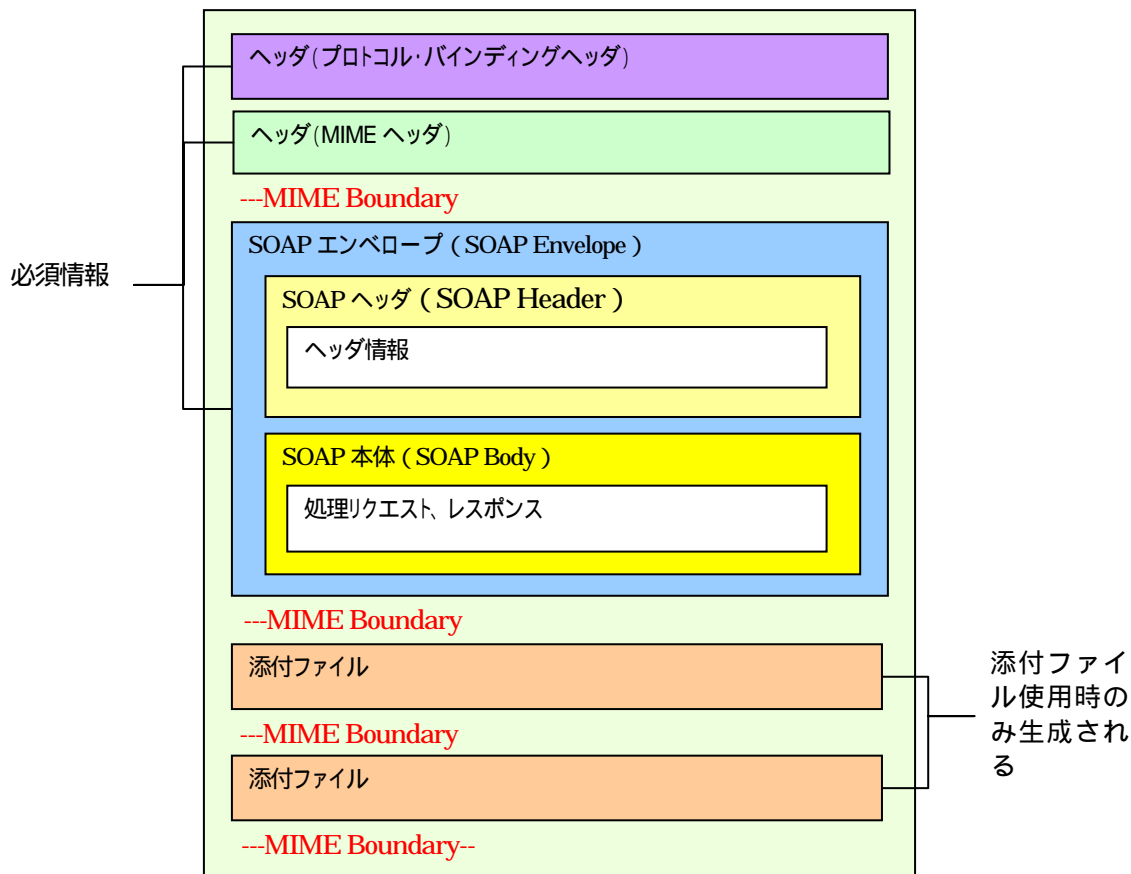 ヘッダ(プロトコル・バインディングヘッダ)
ヘッダ(MIME ヘッダ)
---MIME Boundary
SOAP エンベロープ ( SOAP Envelope )
必須情報
SOAP ヘッダ ( SOAP Header )
ヘッダ情報
SOAP 本体 ( SOAP Body )
処理リクエスト、レスポンス
---MIME Boundary
添付ファイル
---MIME Boundary
添付ファイル
---MIME Boundary--
添付ファイ
ル使用時の
み生成され
る